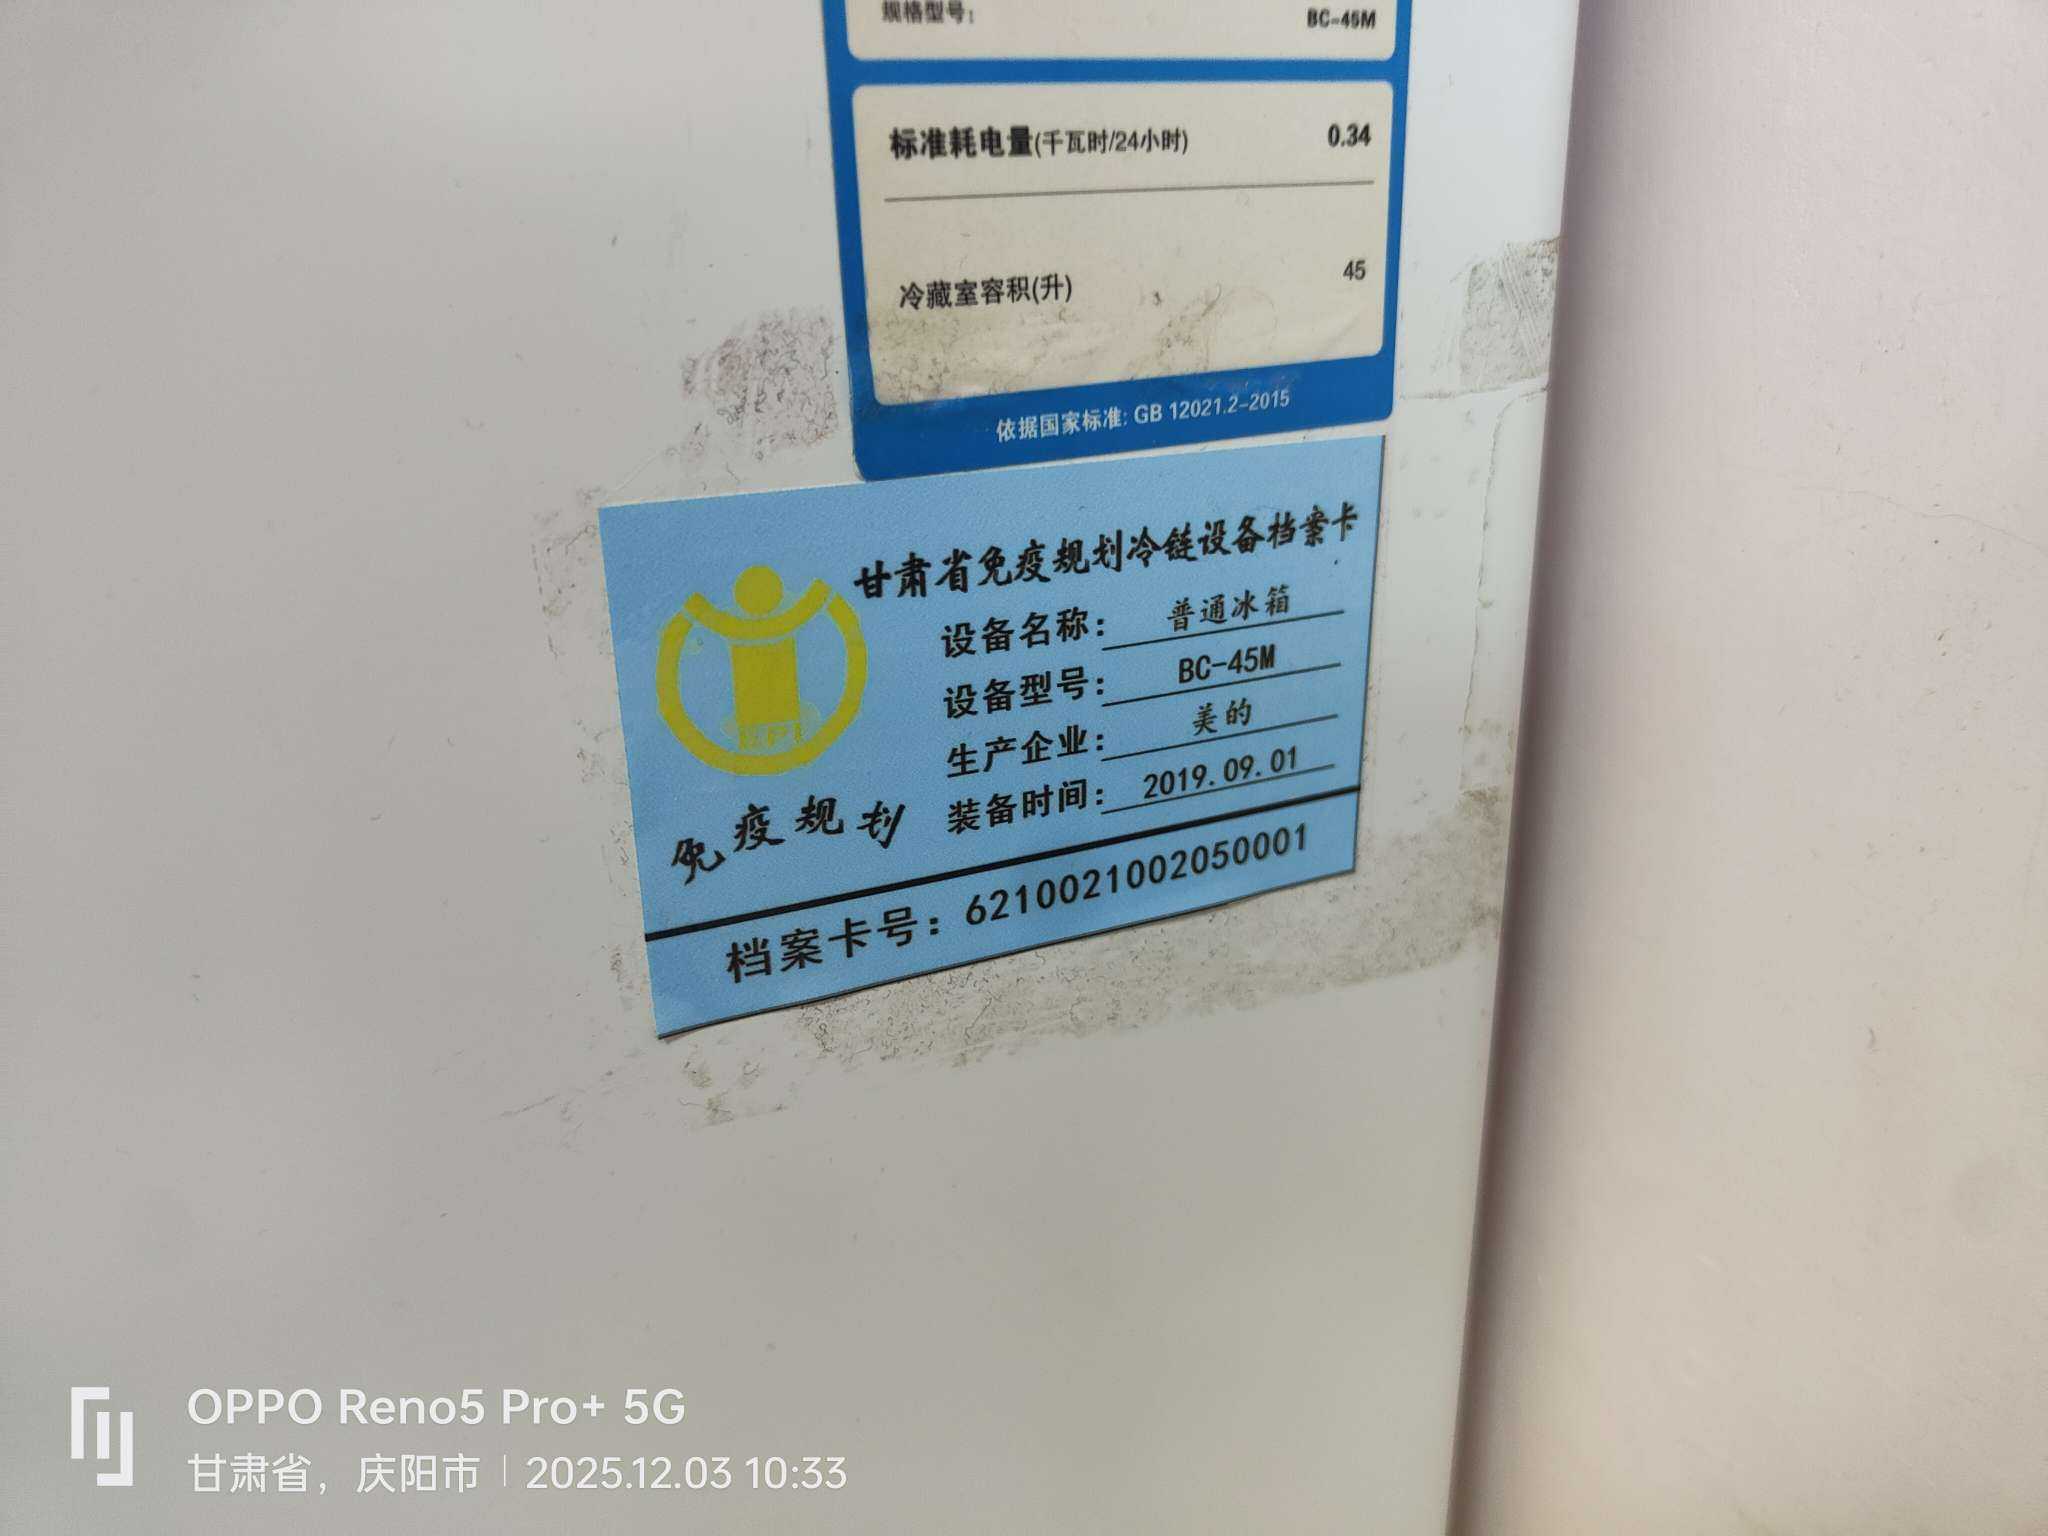 规格型号: BC-45M
标准耗电量(千瓦时/24小时) 0.34
冷藏室容积(升) 45
依据国家标准: GB 12021.2-2015
甘肃省免疫规划冷链设备档案卡
设备名称: 普通冰箱
设备型号: BC-45M
生产企业: 美的
装备时间: 2019.09.01
EPI
免疫规划
档案卡号: 6210021002050001
OPPO Reno5 Pro+ 5G
甘肃省，庆阳市 | 2025.12.03 10:33